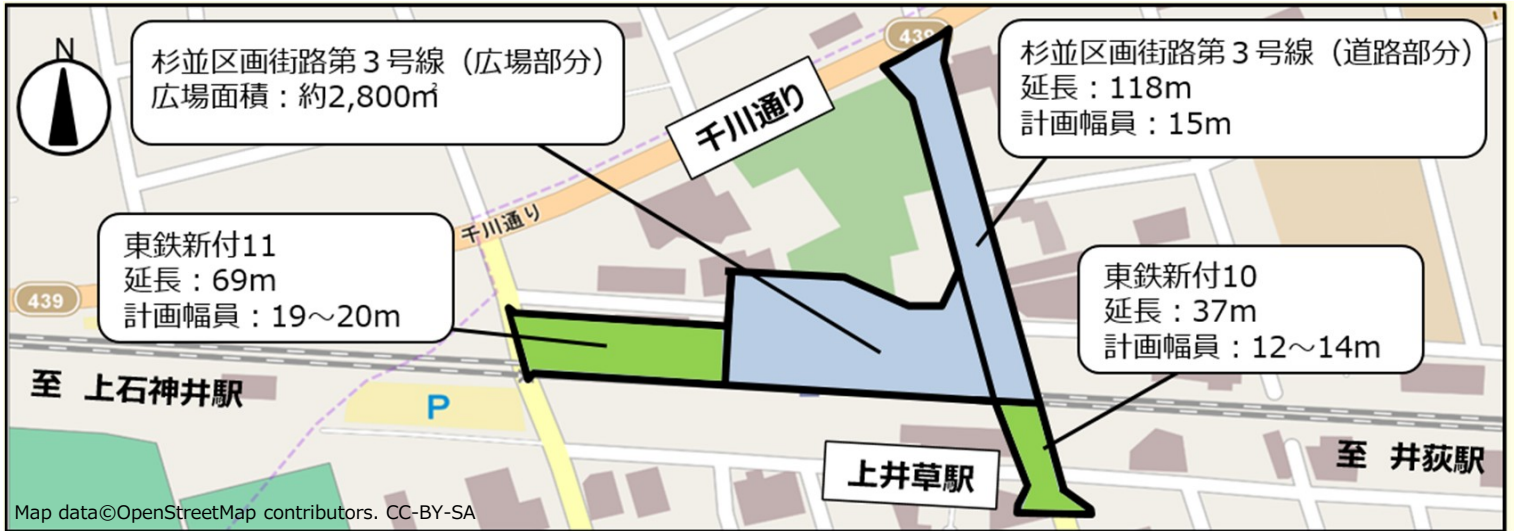 N
杉並区画街路第３号線（広場部分）
広場面積：約2,800㎡
439
杉並区画街路第３号線（道路部分）
延長：118m
計画幅員：15m
千川通り
千川通り
東鉄新付11
延長：69m
計画幅員：19～20m
439
東鉄新付10
延長：37m
計画幅員：12～14m
至 上石神井駅
P
上井草駅
至 井荻駅
Map data©OpenStreetMap contributors. CC-BY-SA